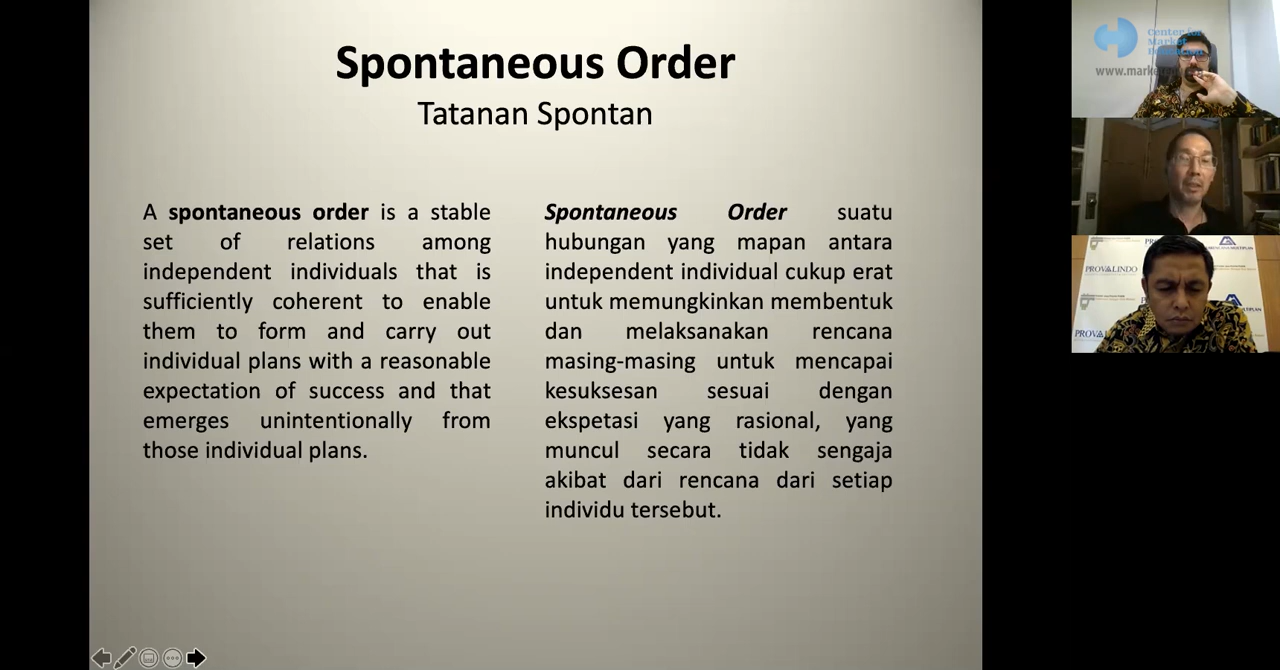 Spontaneous Order
Tatanan Spontan
A spontaneous order is a stable
set of relations among
independent individuals that is
sufficiently coherent to enable
them to form and carry out
individual plans with a reasonable
expectation of success and that
emerges unintentionally from
those individual plans.
Spontaneous Order suatu
hubungan yang mapan antara
independent individual cukup erat
untuk memungkinkan membentuk
dan melaksanakan rencana
masing-masing untuk mencapai
kesuksesan sesuai dengan
ekspetasi yang rasional, yang
muncul secara tidak sengaja
akibat dari rencana dari setiap
individu tersebut.
Center for
Market
PROVALINDO